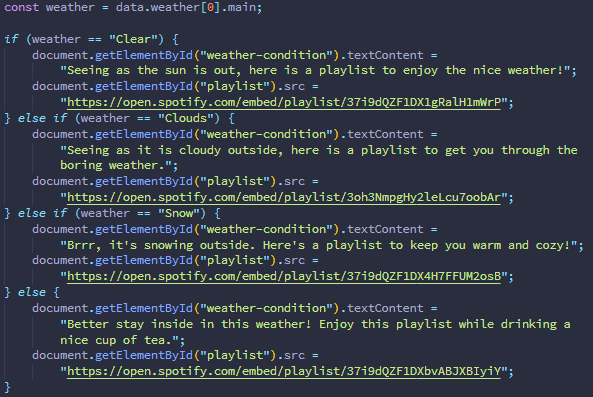 const weather = data.weather[0].main;
if (weather == "Clear") {
document.getElementById("weather-condition").textContent =
"Seeing as the sun is out, here is a playlist to enjoy the nice weather!";
document.getElementById("playlist").src =
"https://open.spotify.com/embed/playlist/37i9dQZF1DX1gRalH1mWrP";
} else if (weather == "Clouds") {
document.getElementById("weather-condition").textContent =
"Seeing as it is cloudy outside, here is a playlist to get you through the
boring weather.";
document.getElementById("playlist").src =
"https://open.spotify.com/embed/playlist/3oh3NmpgHy2leLcu7oobAr";
} else if (weather == "Snow") {
document.getElementById("weather-condition").textContent =
"Brrr, it's snowing outside. Here's a playlist to keep you warm and cozy!";
document.getElementById("playlist").src =
"https://open.spotify.com/embed/playlist/37i9dQZF1DX4H7FFUM2osB";
} else {
document.getElementById("weather-condition").textContent =
"Better stay inside in this weather! Enjoy this playlist while drinking a
nice cup of tea.";
document.getElementById("playlist").src =
"https://open.spotify.com/embed/playlist/37i9dQZF1DXbvABJXBIyiY";
}